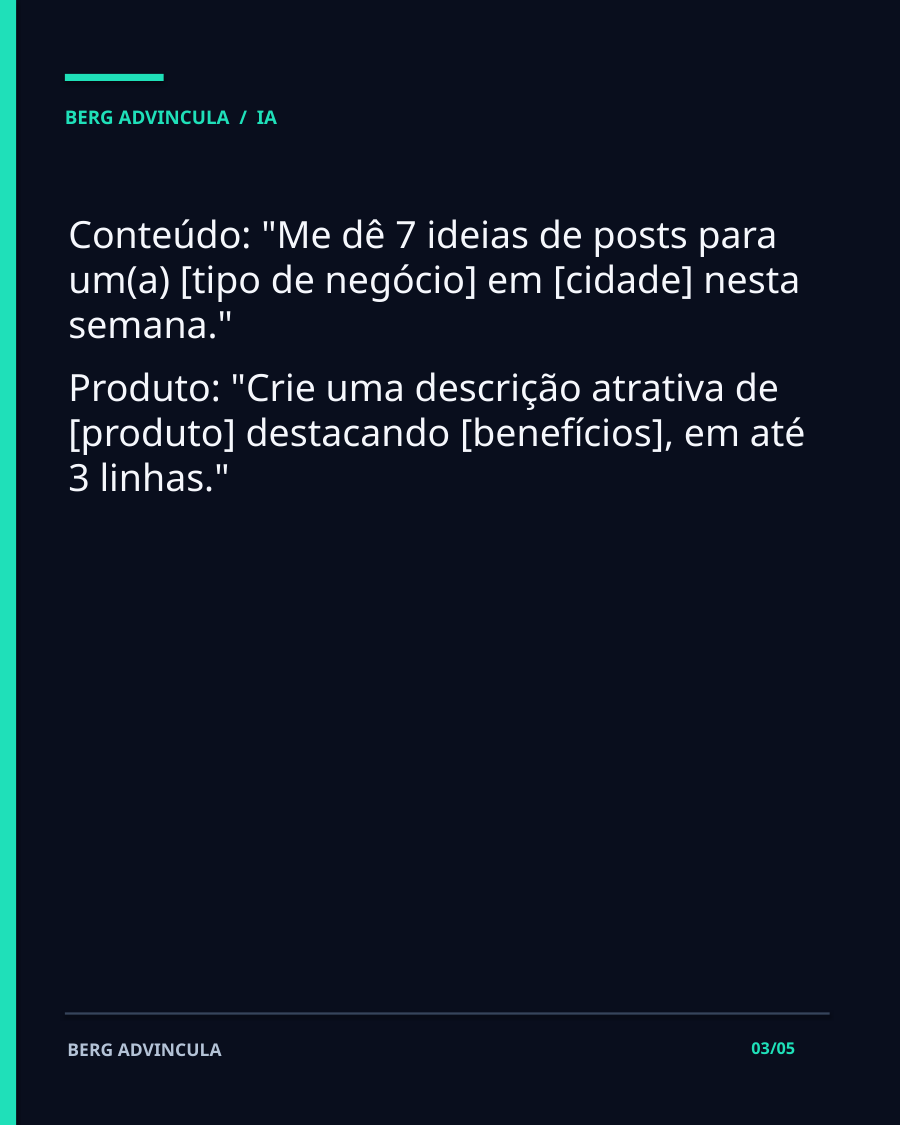 BERG ADVINCULA / IA
Conteúdo: "Me dê 7 ideias de posts para
um(a) [tipo de negócio] em [cidade] nesta
semana."
Produto: "Crie uma descrição atrativa de
[produto] destacando [benefícios], em até
3 linhas."
BERG ADVINCULA
03/05